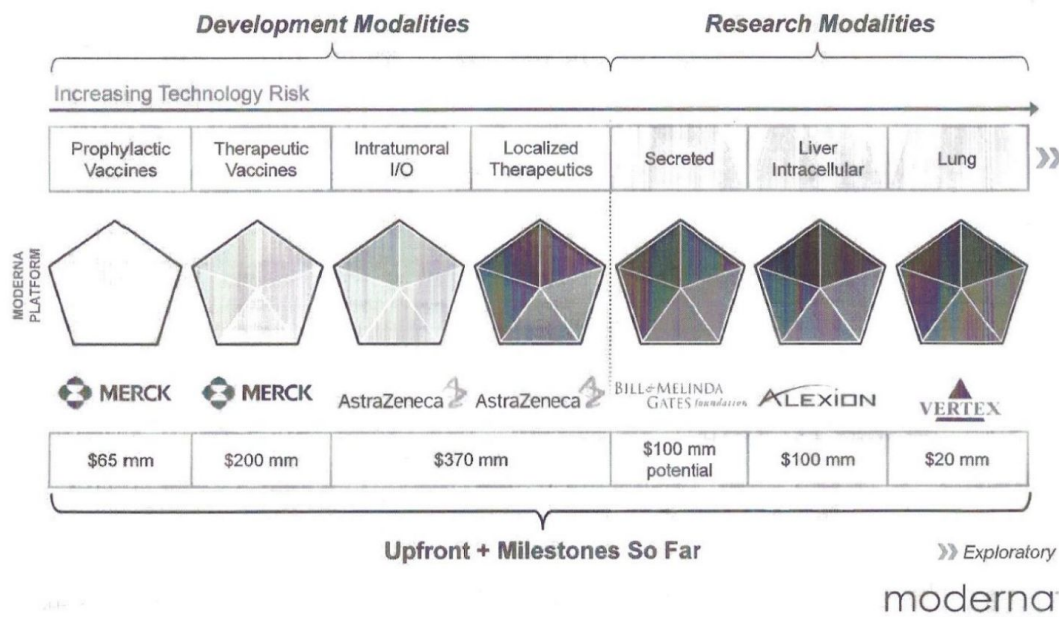 Development Modalities
Research Modalities
Increasing Technology Risk
Prophylactic
Vaccines
Therapeutic
Vaccines
Intratumoral
I/O
Localized
Therapeutics
Secreted
Liver
Intracellular
Lung
MODERNA
PLATFORM
MERCK
MERCK
AstraZeneca
AstraZeneca
BILL & MELINDA
GATES foundation
ALEXION
VERTEX
$65 mm
$200 mm
$370 mm
$100 mm
potential
$100 mm
$20 mm
Upfront + Milestones So Far
Exploratory
moderna